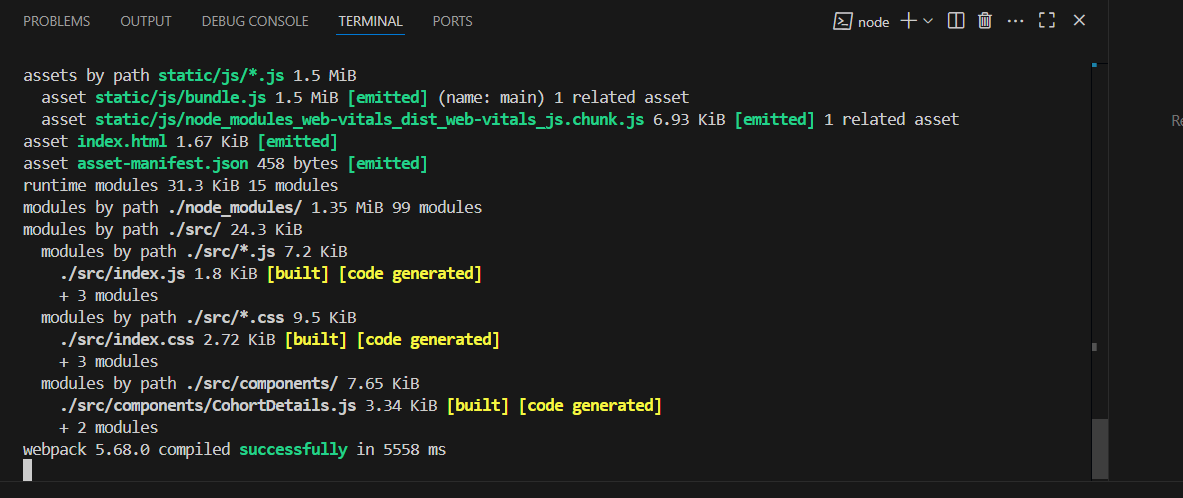 PROBLEMS OUTPUT DEBUG CONSOLE TERMINAL PORTS node
assets by path static/js/*.js 1.5 MiB
  asset static/js/bundle.js 1.5 MiB [emitted] (name: main) 1 related asset
  asset static/js/node_modules_web-vitals_dist_web-vitals_js.chunk.js 6.93 KiB [emitted] 1 related asset
asset index.html 1.67 KiB [emitted]
asset asset-manifest.json 458 bytes [emitted]
runtime modules 31.3 KiB 15 modules
modules by path ./node_modules/ 1.35 MiB 99 modules
modules by path ./src/ 24.3 KiB
  modules by path ./src/*.js 7.2 KiB
    ./src/index.js 1.8 KiB [built] [code generated]
    + 3 modules
  modules by path ./src/*.css 9.5 KiB
    ./src/index.css 2.72 KiB [built] [code generated]
    + 3 modules
  modules by path ./src/components/ 7.65 KiB
    ./src/components/CohortDetails.js 3.34 KiB [built] [code generated]
    + 2 modules
webpack 5.68.0 compiled successfully in 5558 ms